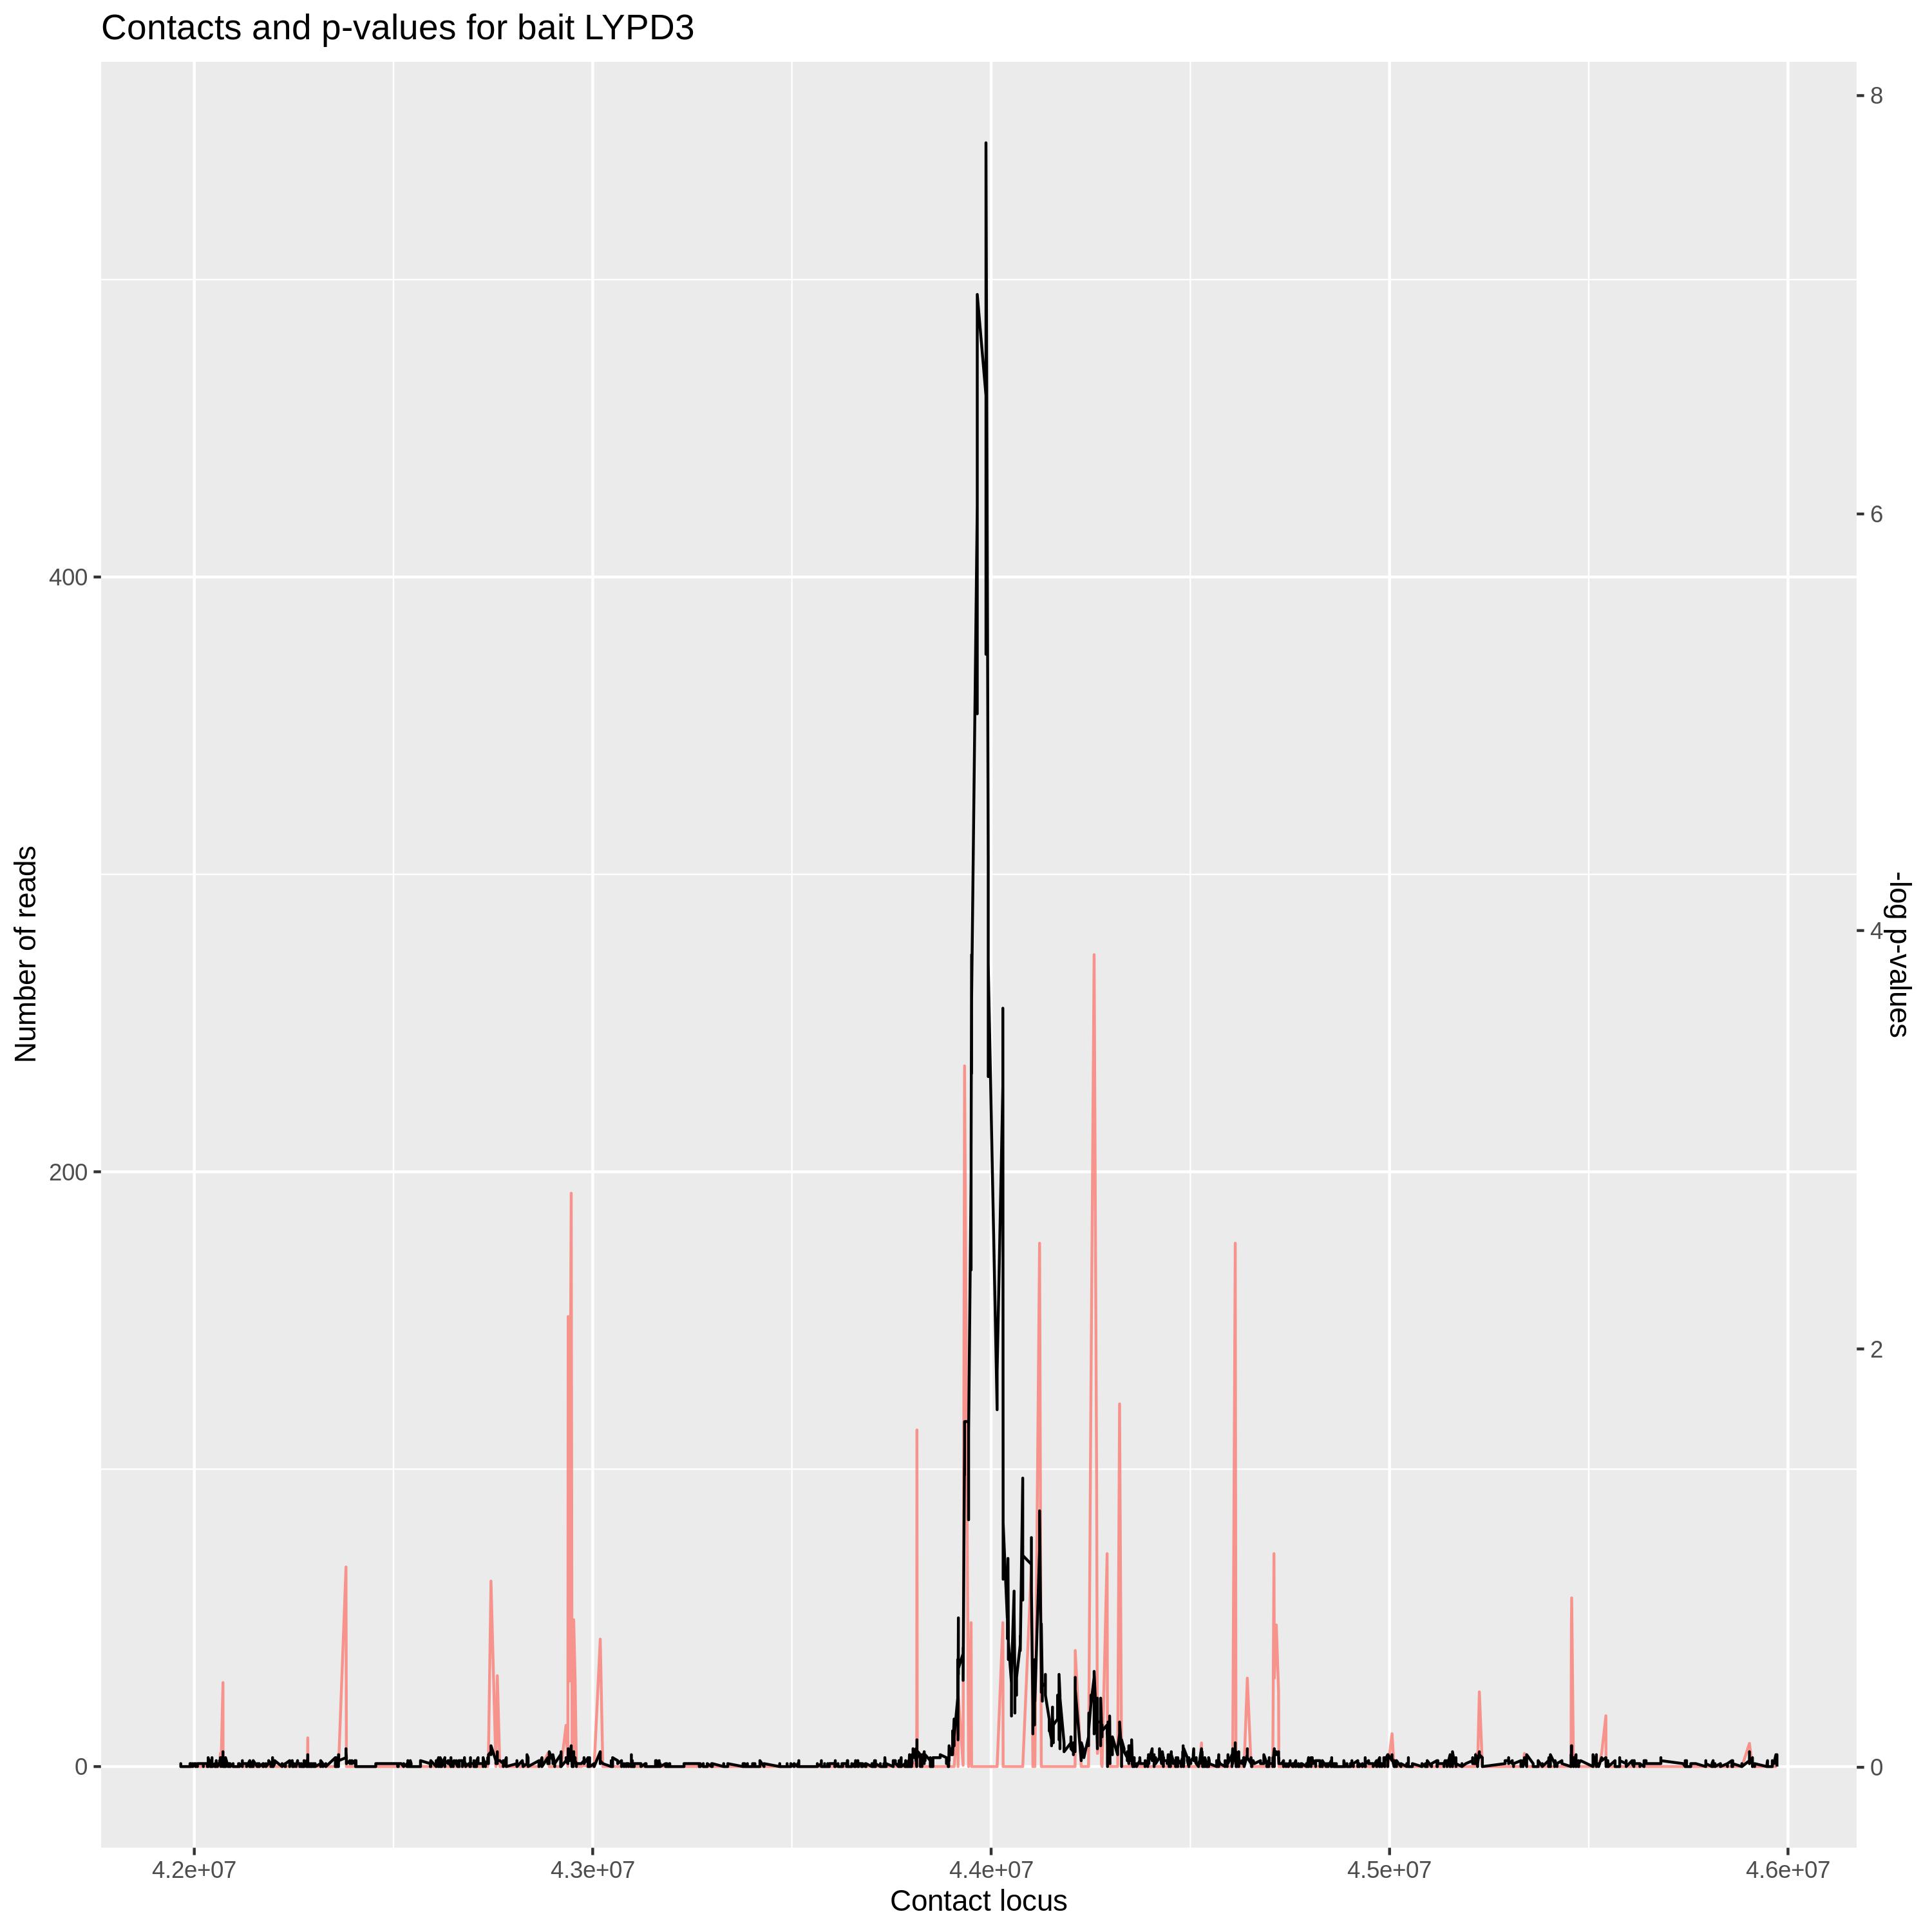 Contacts and p-values for bait LYPD3
8
6
400
4
Number of reads
-log p-values
200
2
0
0
4.2e+07
4.3e+07
4.4e+07
4.5e+07
4.6e+07
Contact locus